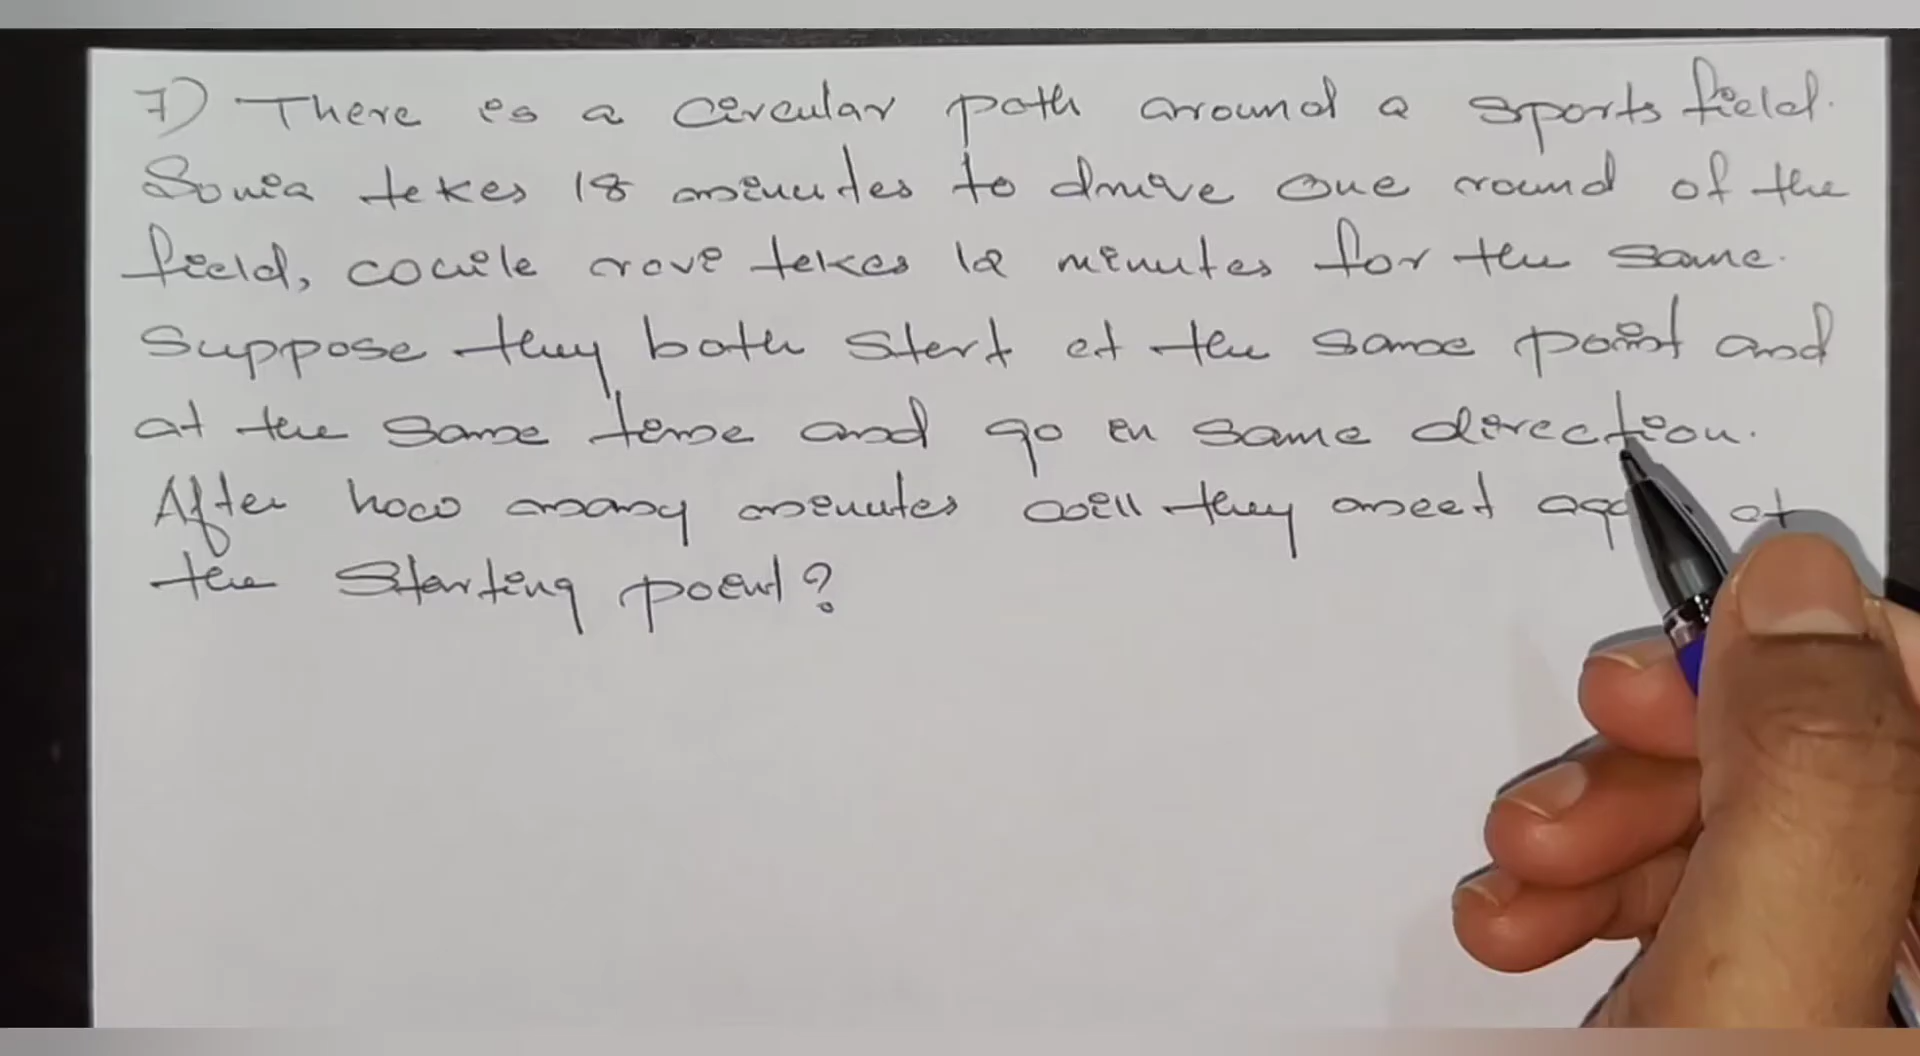 7) There is a circular path around a sports field.
Sonia takes 18 minutes to drive one round of the
field, while ravi takes 12 minutes for the same.
Suppose they both start at the same point and
at the same time and go in same direction.
After how many minutes will they meet at
the starting point?